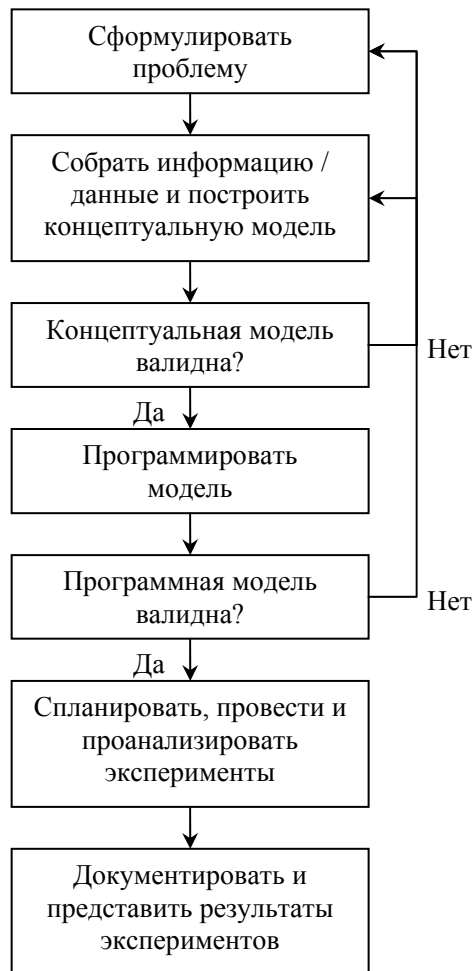 Сформулировать
проблему
Собрать информацию /
данные и построить
концептуальную модель
Концептуальная модель
валидна?
Нет
Да
Программировать
модель
Программная модель
валидна?
Нет
Да
Спланировать, провести и
проанализировать
эксперименты
Документировать и
представить результаты
экспериментов